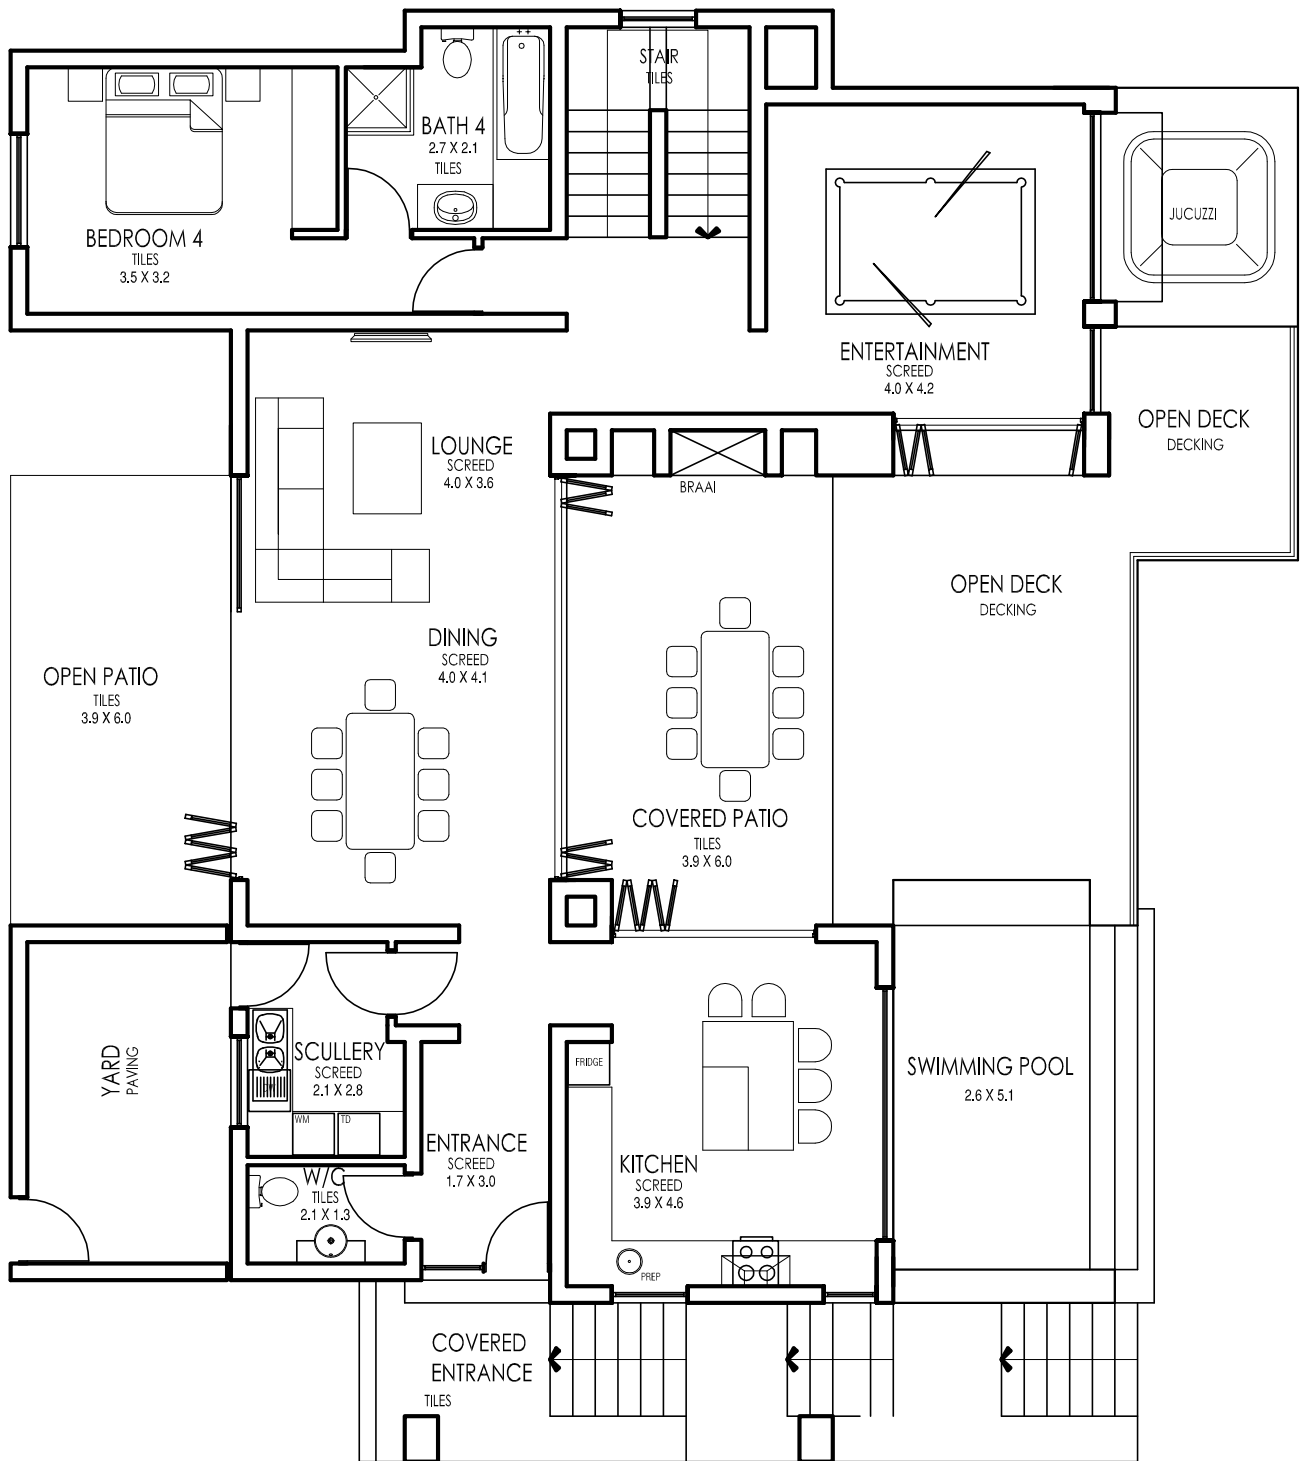 STAIR
TILES
BATH 4
2.7 X 2.1
TILES
BEDROOM 4
TILES
3.5 X 3.2
JUCUZZI
ENTERTAINMENT
SCREED
4.0 X 4.2
OPEN DECK
DECKING
LOUNGE
SCREED
4.0 X 3.6
BRAAI
OPEN DECK
DECKING
DINING
SCREED
4.0 X 4.1
OPEN PATIO
TILES
3.9 X 6.0
COVERED PATIO
TILES
3.9 X 6.0
YARD
PAVING
SCULLERY
SCREED
2.1 X 2.8
WM
TD
FRIDGE
SWIMMING POOL
2.6 X 5.1
ENTRANCE
SCREED
1.7 X 3.0
KITCHEN
SCREED
3.9 X 4.6
W/C
TILES
2.1 X 1.3
PREP
COVERED
ENTRANCE
TILES